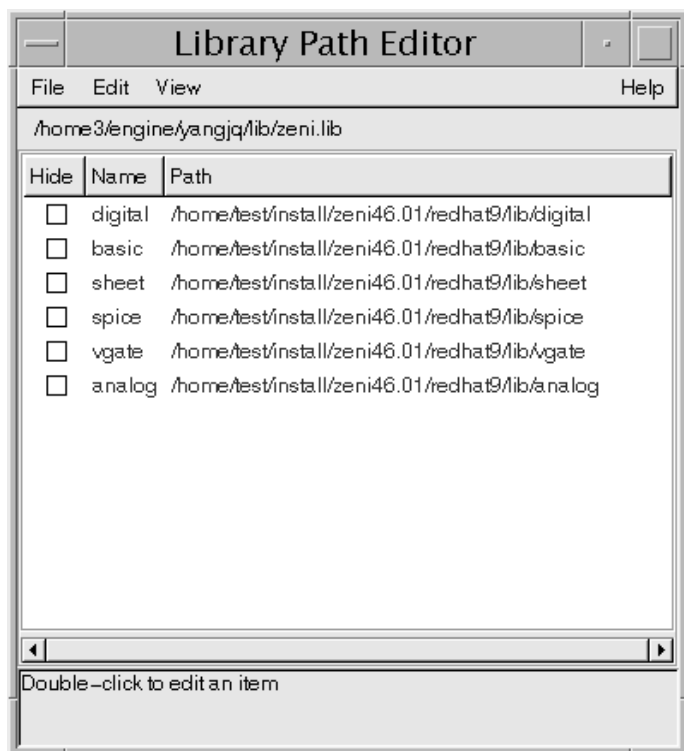 Library Path Editor
File Edit View Help
/home3/engine/yangjq/lib/zeni.lib
Hide Name Path
digital /home/test/install/zeni46.01/redhat9/lib/digital
basic /home/test/install/zeni46.01/redhat9/lib/basic
sheet /home/test/install/zeni46.01/redhat9/lib/sheet
spice /home/test/install/zeni46.01/redhat9/lib/spice
vgate /home/test/install/zeni46.01/redhat9/lib/vgate
analog /home/test/install/zeni46.01/redhat9/lib/analog
Double-click to edit an item